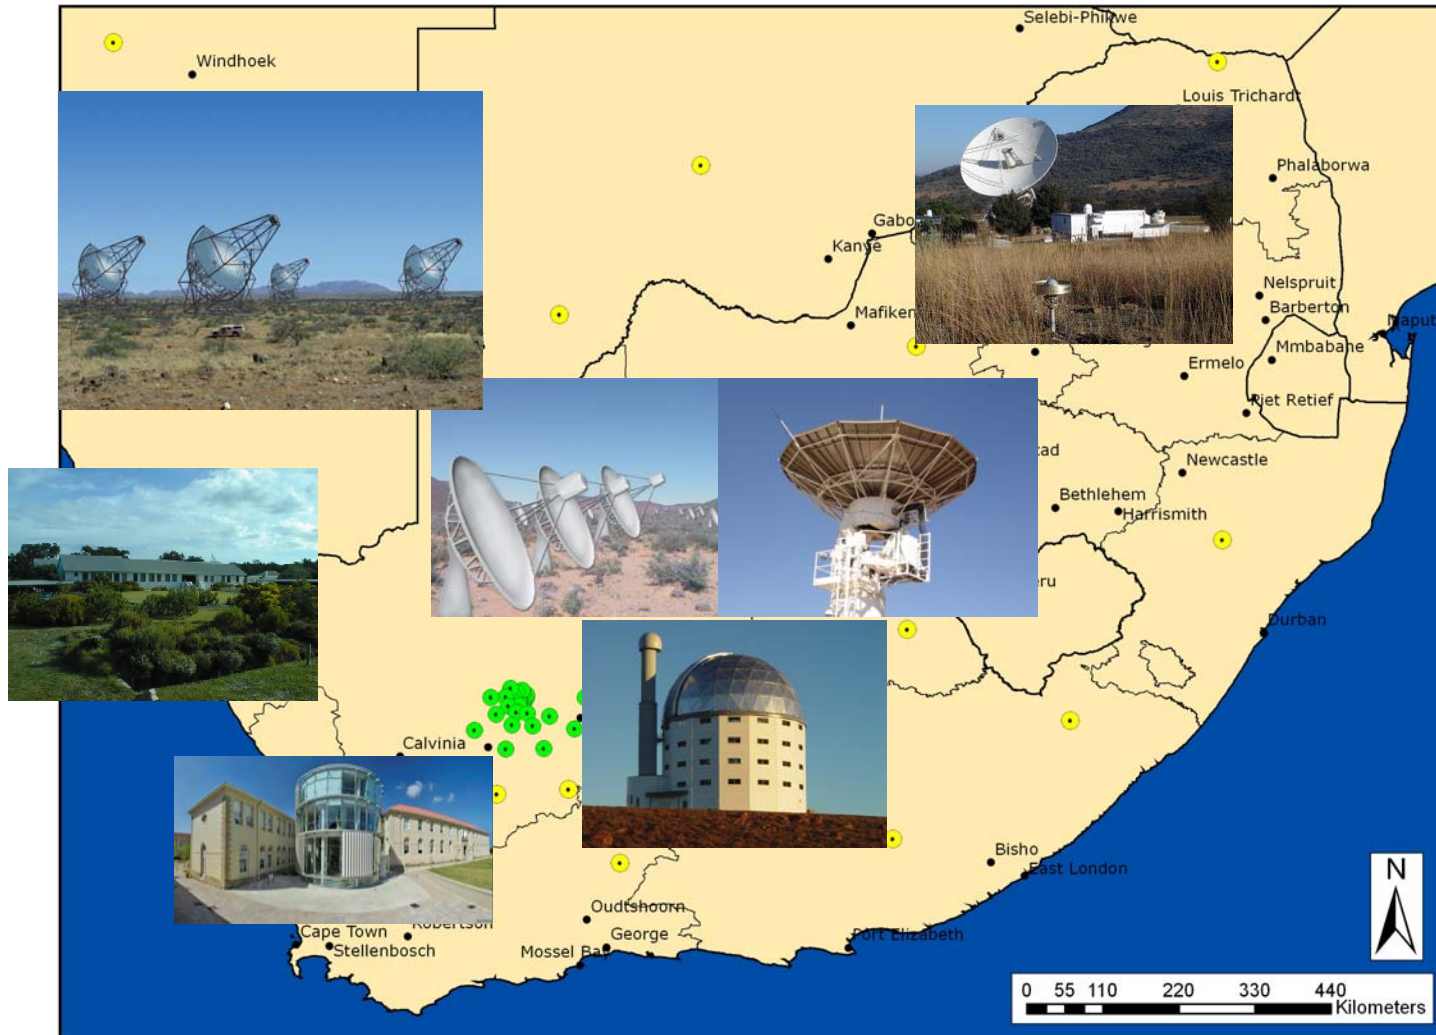 Selebi-Phikwe
Windhoek
Louis Trichardt
Phalaborwa
Gabo
Kanye
Nelspruit
Barberton
Mafiken
Maput
Mmbabane
Ermelo
Piet Retief
Newcastle
Bethlehem
Harrismith
Durban
Calvinia
Bisho
East London
N
Oudtshoorn
Robertson
Cape Town
George
Port Elizabeth
Stellenbosch
Mossel Bay
0 55 110 220 330 440
Kilometers